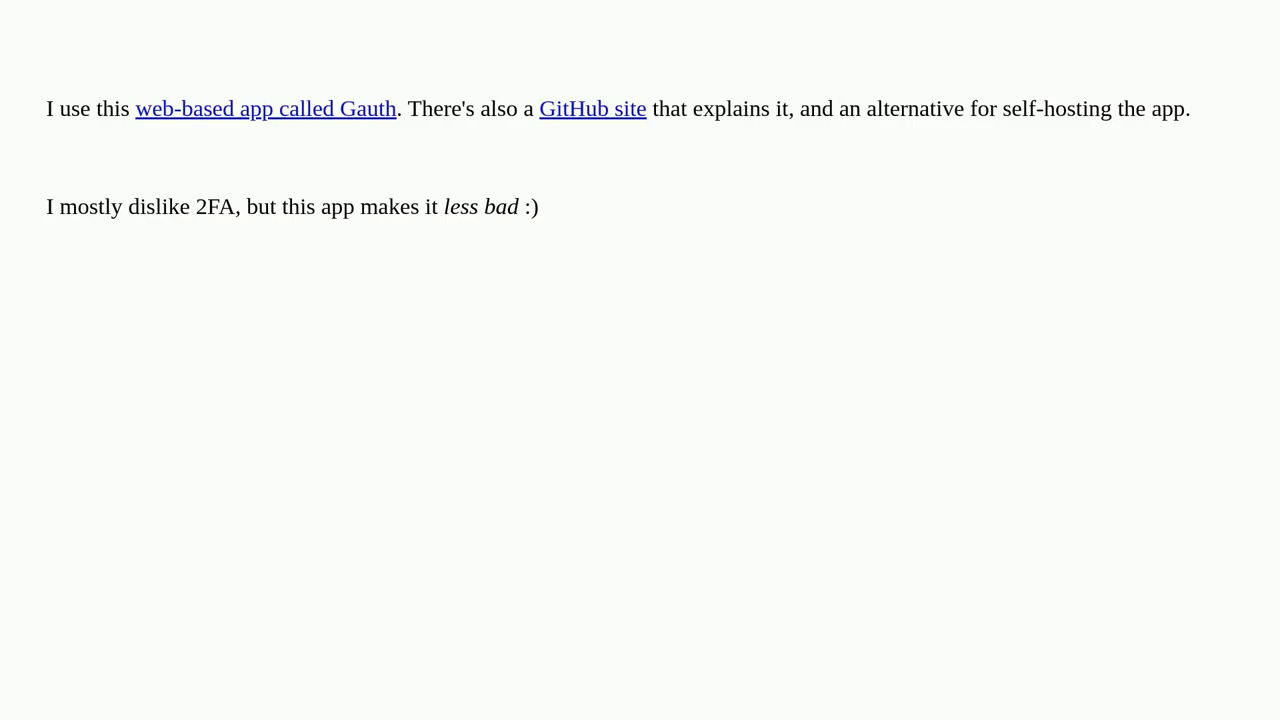 I use this web-based app called Gauth. There's also a GitHub site that explains it, and an alternative for self-hosting the app.
I mostly dislike 2FA, but this app makes it less bad :)